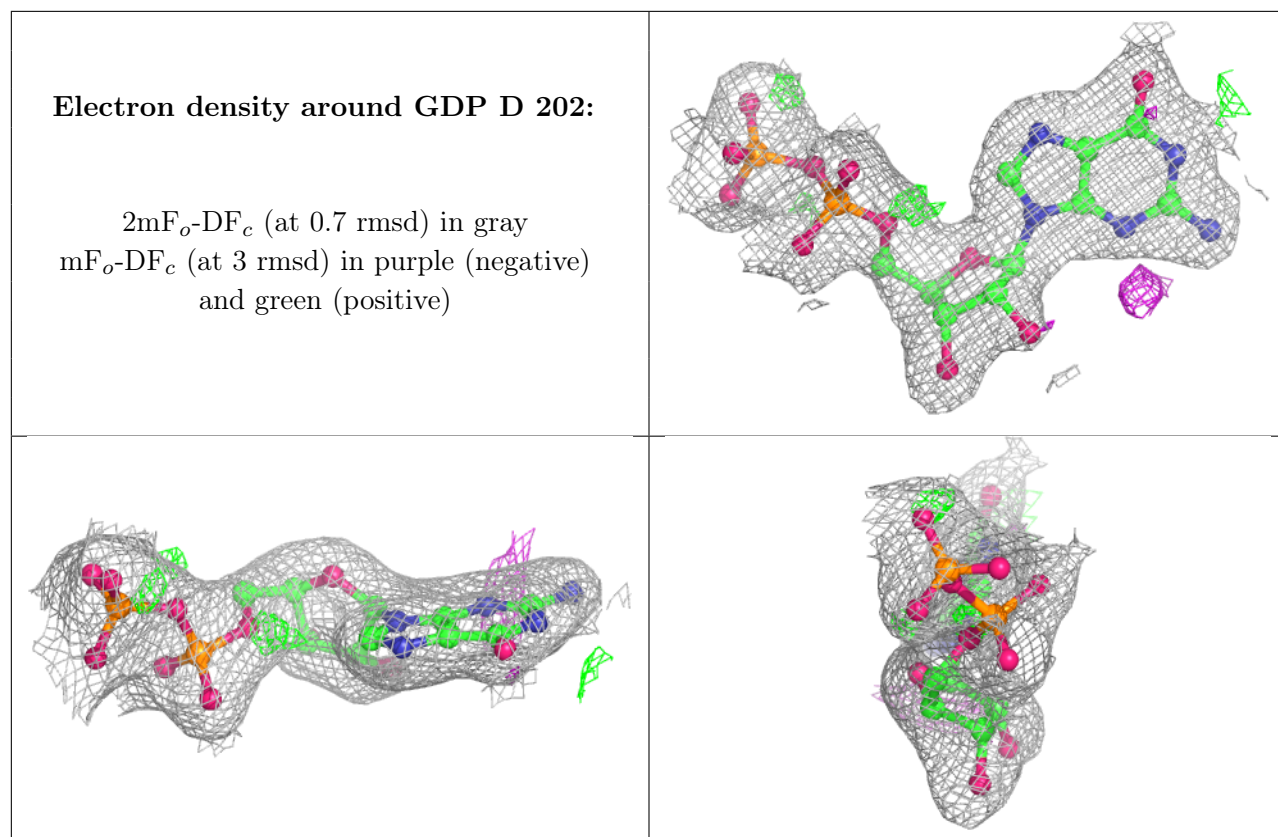 Electron density around GDP D 202:
2mFo-DFc (at 0.7 rmsd) in gray
mFo-DFc (at 3 rmsd) in purple (negative)
and green (positive)